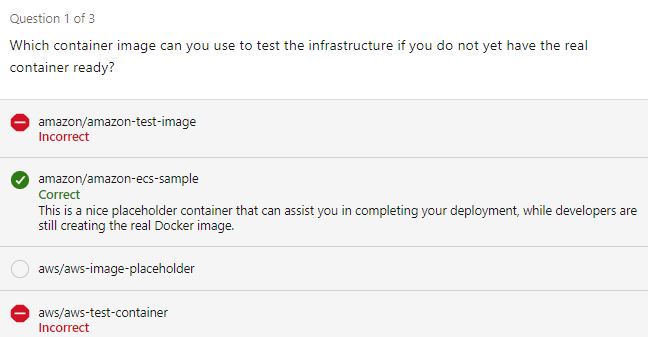 Question 1 of 3
Which container image can you use to test the infrastructure if you do not yet have the real
container ready?
amazon/amazon-test-image
Incorrect
amazon/amazon-ecs-sample
Correct
This is a nice placeholder container that can assist you in completing your deployment, while developers are
still creating the real Docker image.
aws/aws-image-placeholder
aws/aws-test-container
Incorrect